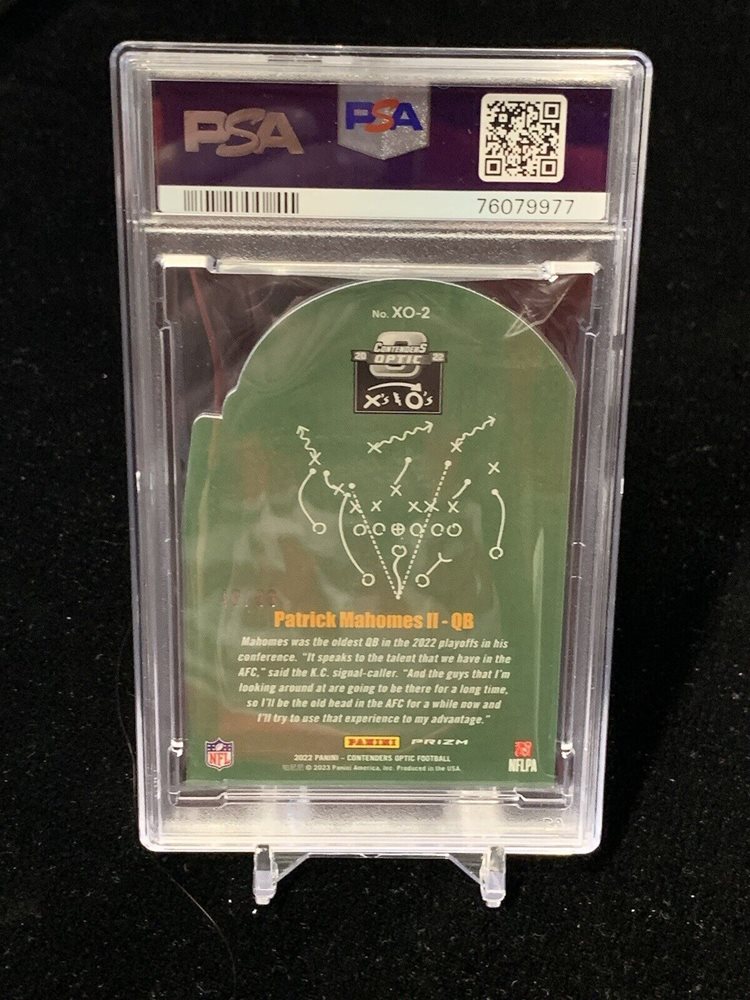 PSA
PSA
76079977
No. XO-2
20 CONTENDERS 22
OPTIC
X's & O's
Patrick Mahomes II - QB
Mahomes was the oldest QB in the 2022 playoffs in his
conference. "It speaks to the talent that we have in the
AFC," said the K.C. signal-caller. "And the guys that I'm
looking around at are going to be there for a long time,
so I'll be the old head in the AFC for a while now and
I'll try to use that experience to my advantage."
PANINI PRIZM
NFL
NFLPA
2022 PANINI - CONTENDERS OPTIC FOOTBALL
© 2023 Panini America, Inc. Produced in the USA.